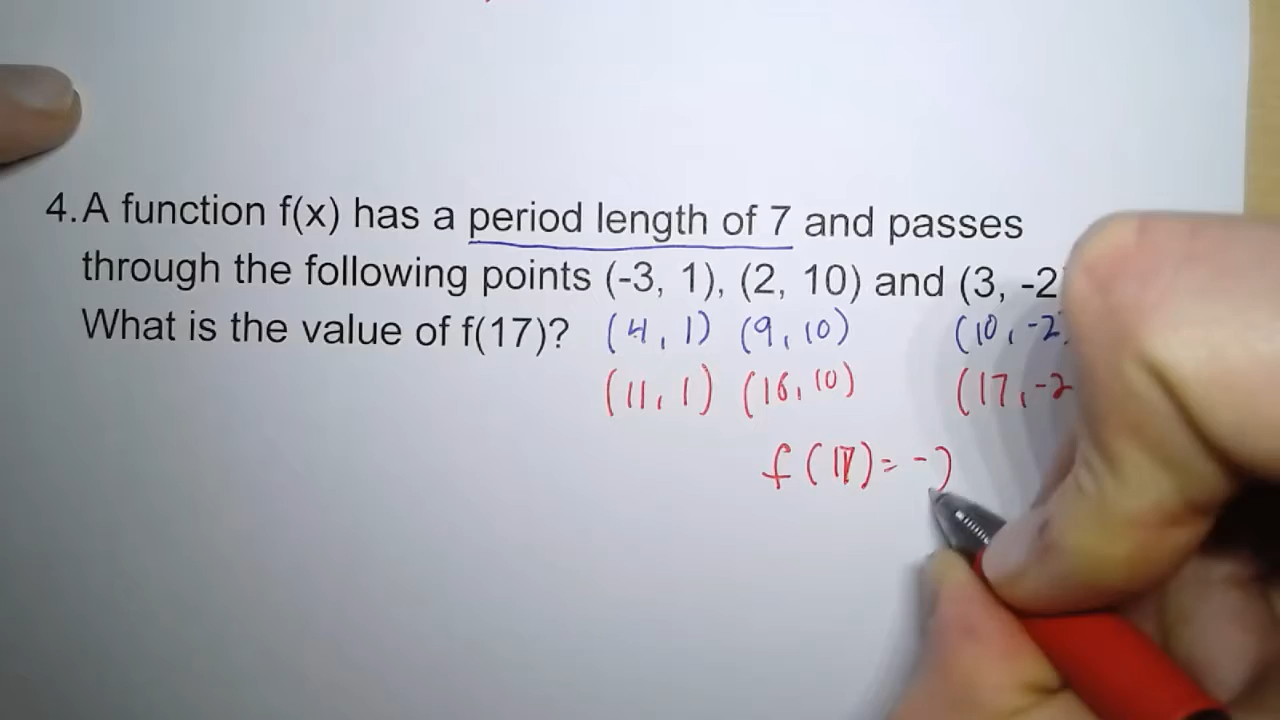 4. A function f(x) has a period length of 7 and passes
through the following points (-3, 1), (2, 10) and (3, -2
What is the value of f(17)? (4, 1) (9, 10) (10, -2
(11, 1) (16, 10) (17, -2
f(17) = -